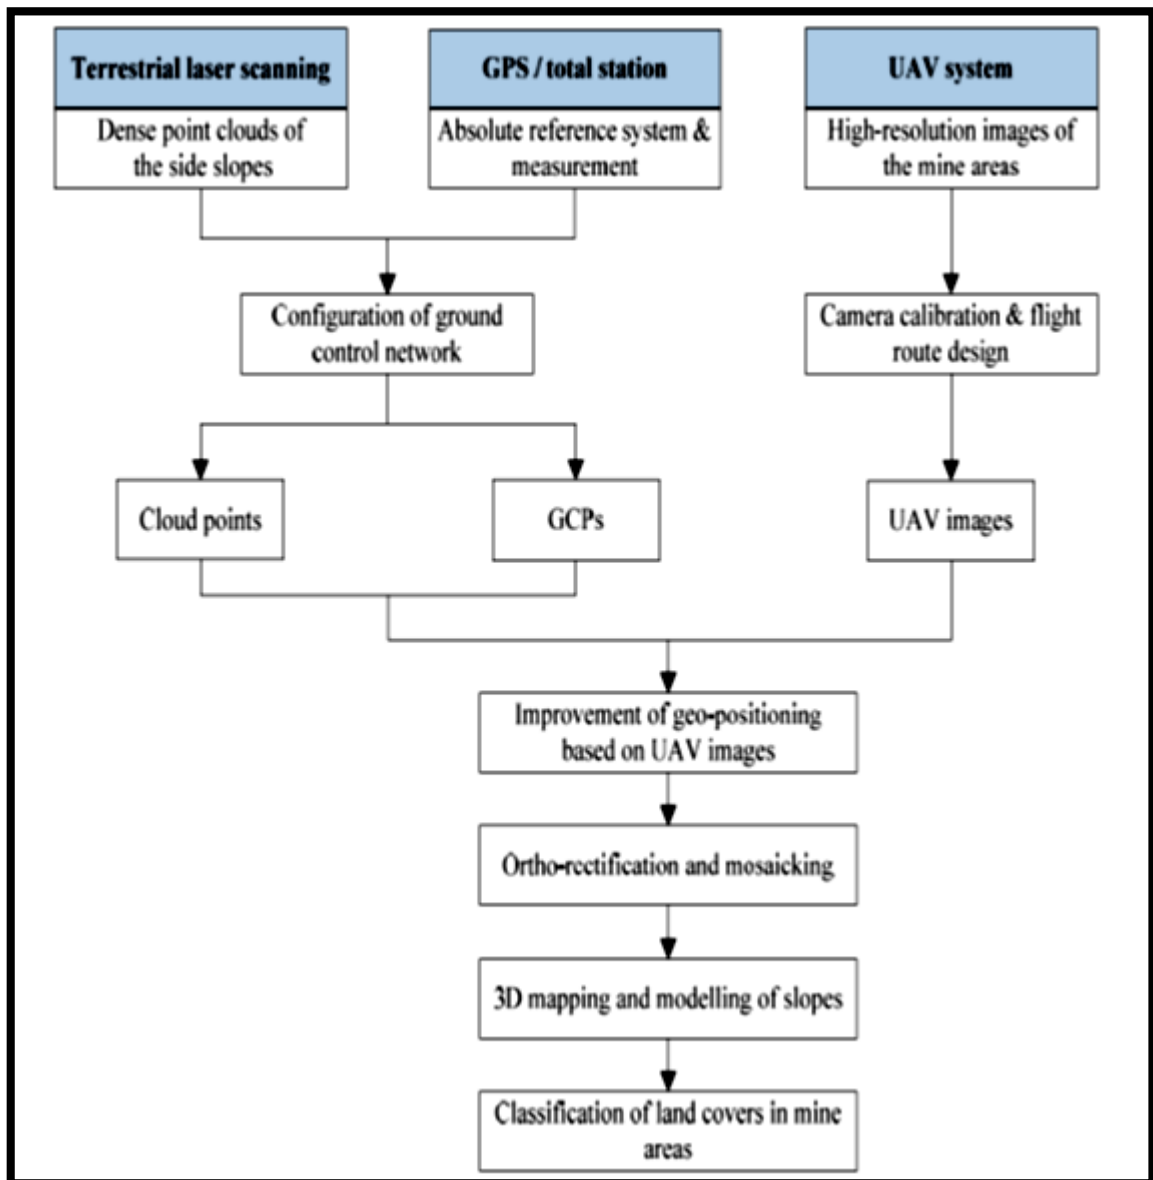 Terrestrial laser scanning
Dense point clouds of
the side slopes
GPS / total station
Absolute reference system &
measurement
UAV system
High-resolution images of
the mine areas
Configuration of ground
control network
Camera calibration & flight
route design
Cloud points
GCPs
UAV images
Improvement of geo-positioning
based on UAV images
Ortho-rectification and mosaicking
3D mapping and modelling of slopes
Classification of land covers in mine
areas